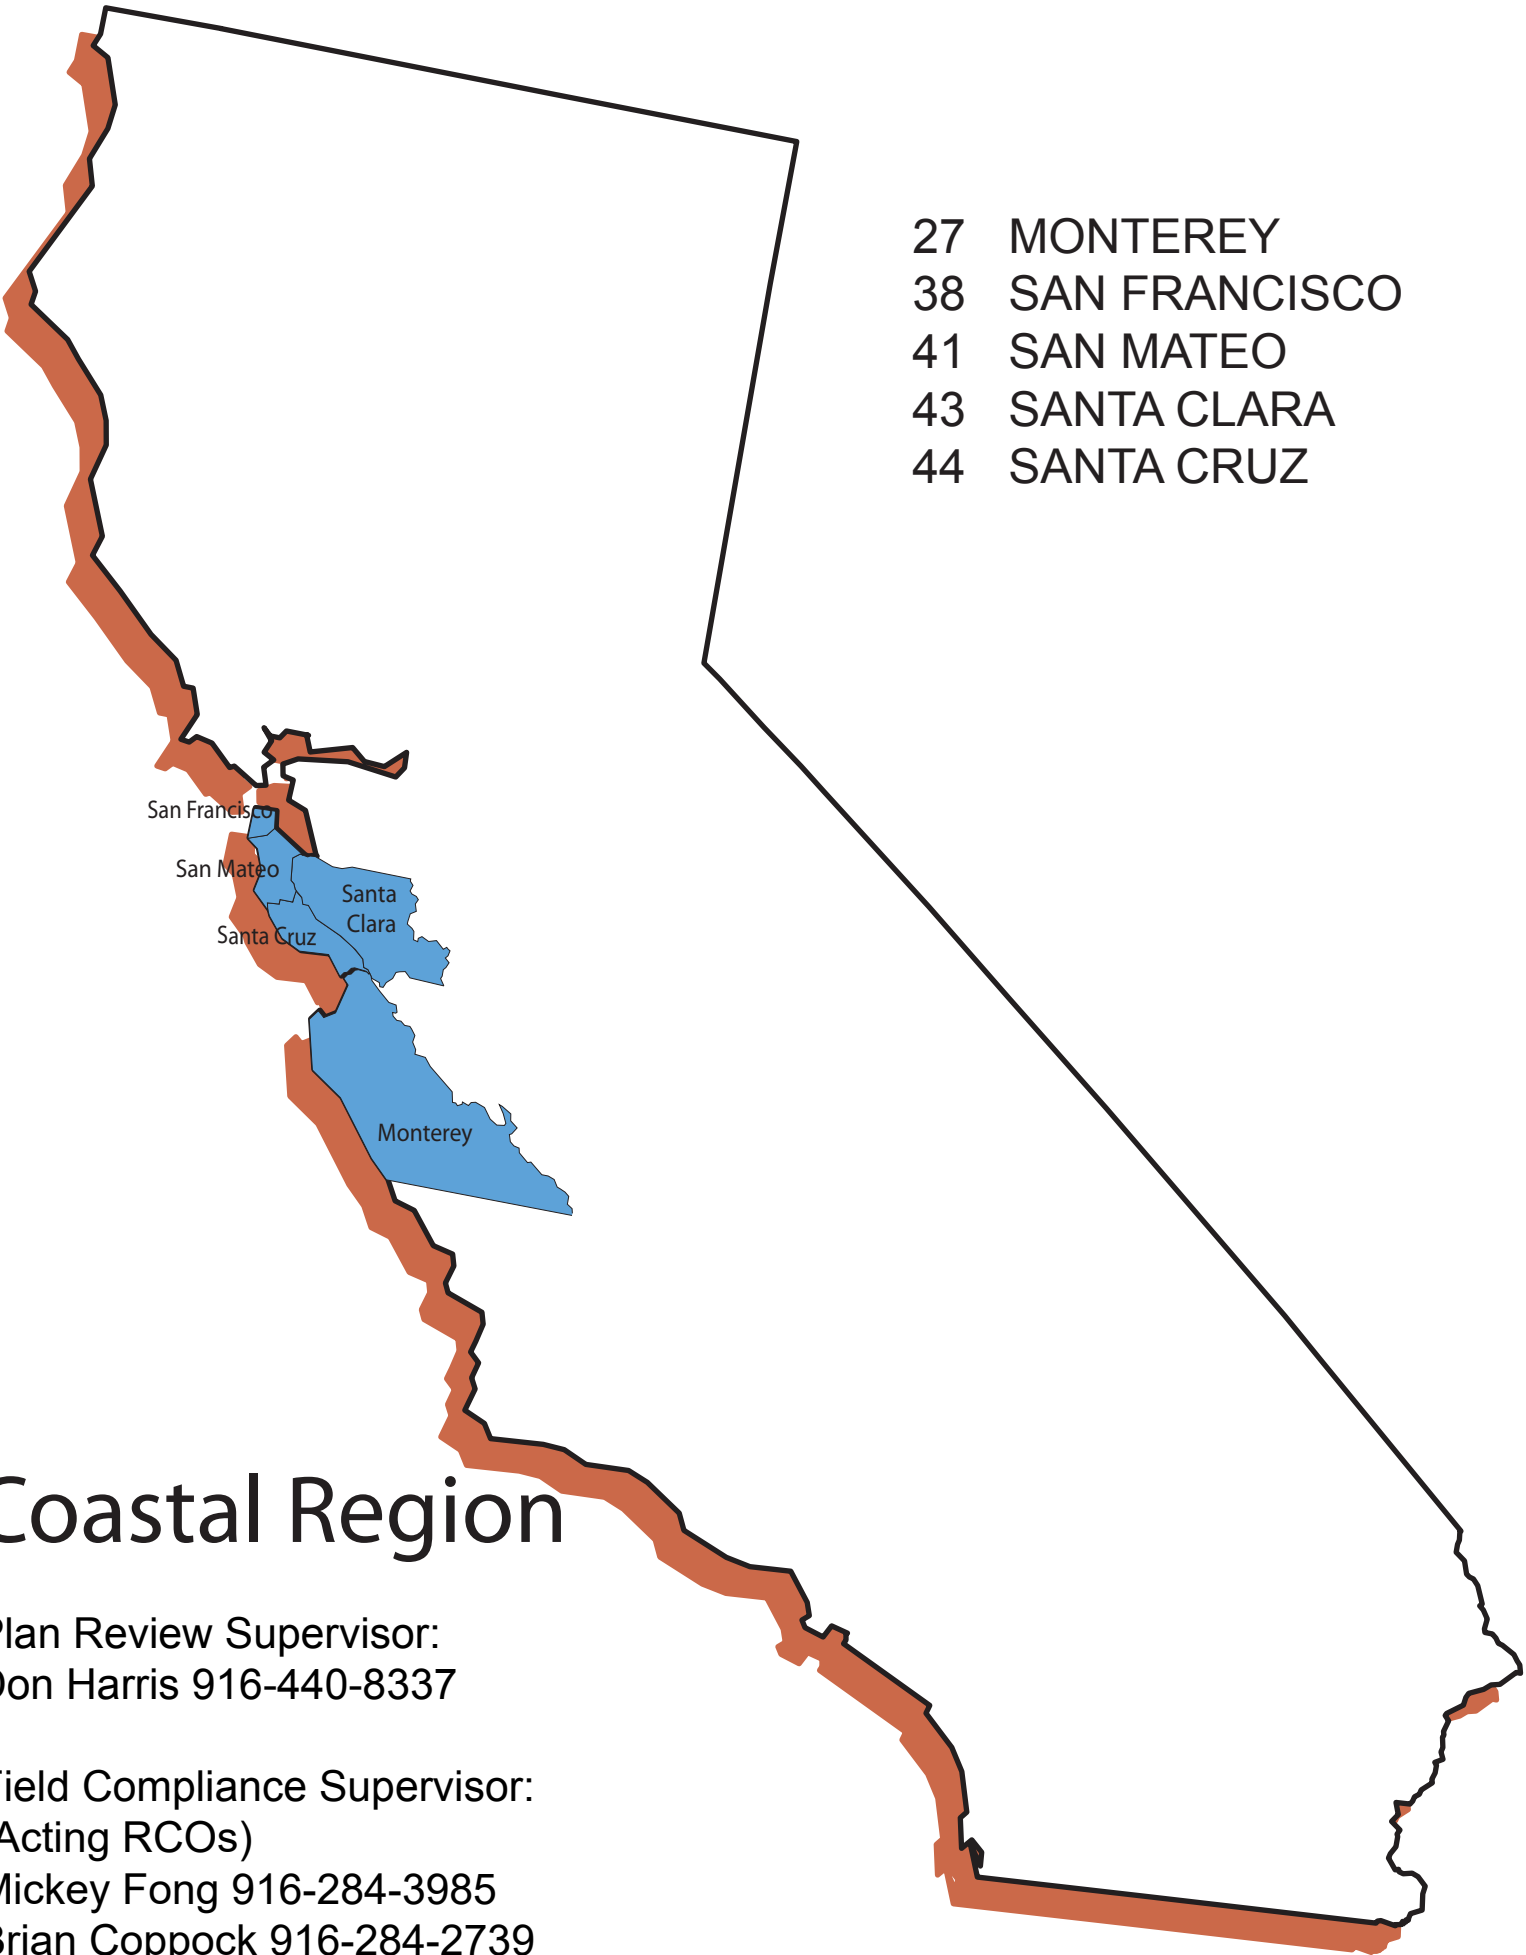 27 MONTEREY
38 SAN FRANCISCO
41 SAN MATEO
43 SANTA CLARA
44 SANTA CRUZ
San Francisco
San Mateo
Santa
Clara
Santa Cruz
Monterey
Coastal Region
Plan Review Supervisor:
Don Harris 916-440-8337
Field Compliance Supervisor:
(Acting RCOs)
Mickey Fong 916-284-3985
Brian Coppock 916-284-2739